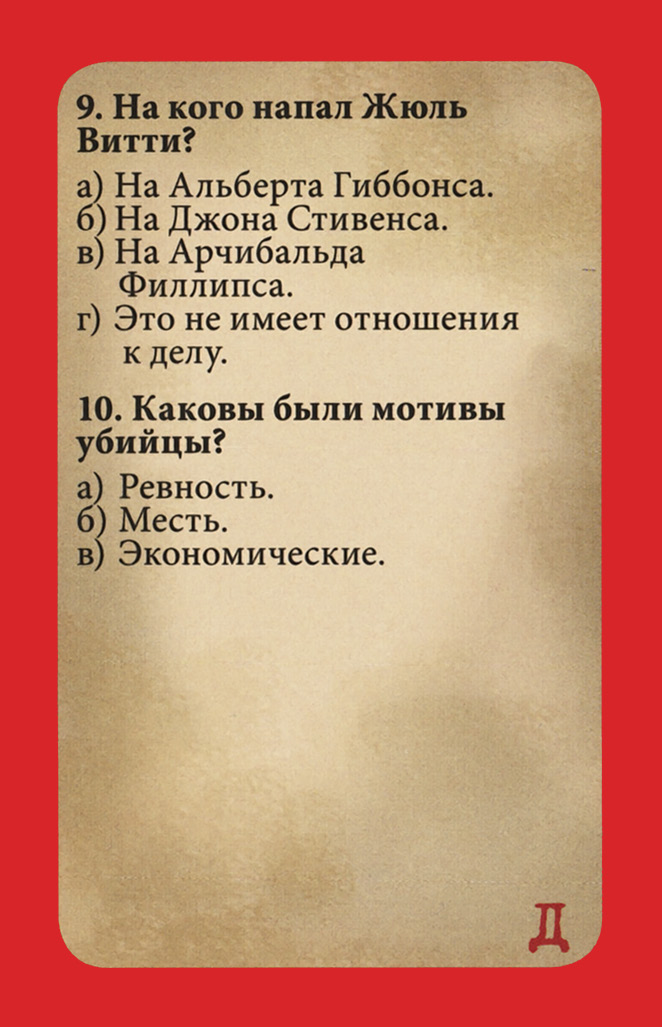 9. На кого напал Жюль
Витти?
а) На Альберта Гиббонса.
б) На Джона Стивенса.
в) На Арчибальда
Филлипса.
г) Это не имеет отношения
к делу.
10. Каковы были мотивы
убийцы?
а) Ревность.
б) Месть.
в) Экономические.
Д